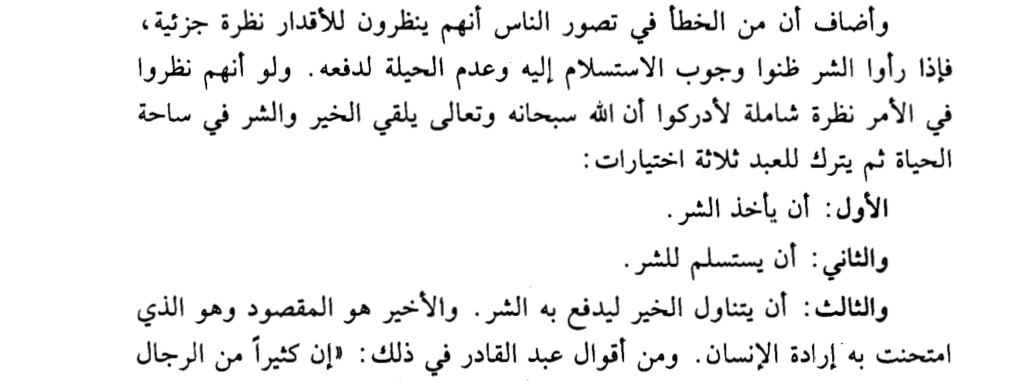 وأضاف أن من الخطأ في تصور الناس أنهم ينظرون للأقدار نظرة جزئية،
فإذا رأوا الشر ظنوا وجوب الاستسلام إليه وعدم الحيلة لدفعه. ولو أنهم نظروا
في الأمر نظرة شاملة لأدركوا أن الله سبحانه وتعالى يلقي الخير والشر في ساحة
الحياة ثم يترك للعبد ثلاثة اختيارات:
الأول: أن يأخذ الشر.
والثاني: أن يستسلم للشر.
والثالث: أن يتناول الخير ليدفع به الشر. والأخير هو المقصود وهو الذي
امتحنت به إرادة الإنسان. ومن أقوال عبد القادر في ذلك: «إن كثيراً من الرجال